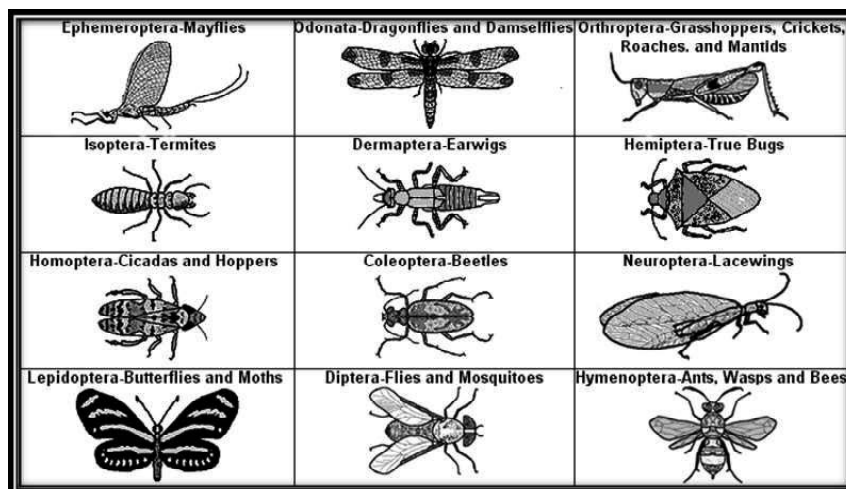 Ephemeroptera-Mayflies
Odonata-Dragonflies and Damselflies
Orthroptera-Grasshoppers, Crickets,
Roaches. and Mantids
Isoptera-Termites
Dermaptera-Earwigs
Hemiptera-True Bugs
Homoptera-Cicadas and Hoppers
Coleoptera-Beetles
Neuroptera-Lacewings
Lepidoptera-Butterflies and Moths
Diptera-Flies and Mosquitoes
Hymenoptera-Ants, Wasps and Bees